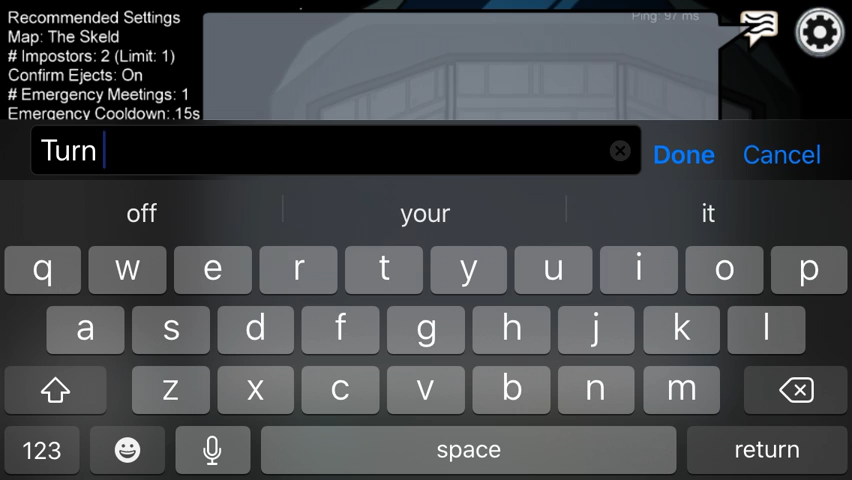 Recommended Settings
Map: The Skeld
# Impostors: 2 (Limit: 1)
Confirm Ejects: On
# Emergency Meetings: 1
Emergency Cooldown: 15s
Ping: 97 ms
Turn
Done
Cancel
off
your
it
q w e r t y u i o p
a s d f g h j k l
z x c v b n m
123
space
return